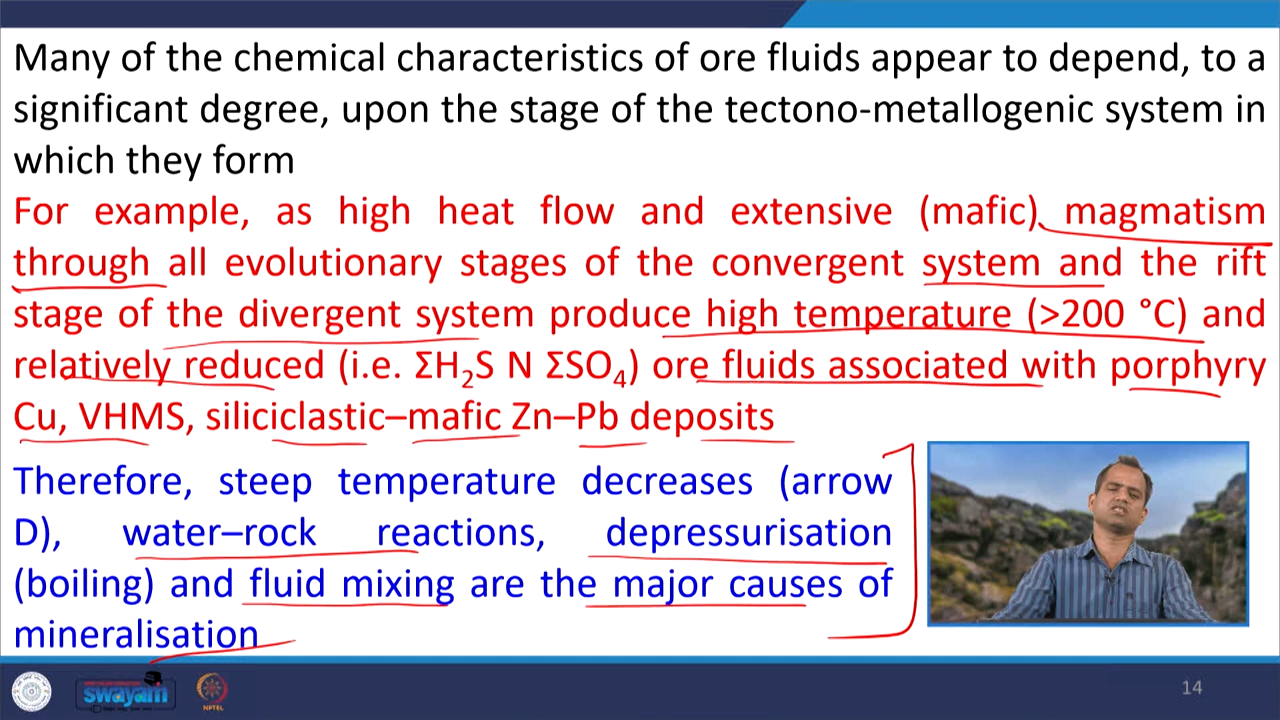 Many of the chemical characteristics of ore fluids appear to depend, to a
significant degree, upon the stage of the tectono-metallogenic system in
which they form
For example, as high heat flow and extensive (mafic) magmatism
through all evolutionary stages of the convergent system and the rift
stage of the divergent system produce high temperature (>200 °C) and
relatively reduced (i.e. ΣH₂S N ΣSO₄) ore fluids associated with porphyry
Cu, VHMS, siliciclastic–mafic Zn–Pb deposits
Therefore, steep temperature decreases (arrow
D), water–rock reactions, depressurisation
(boiling) and fluid mixing are the major causes of
mineralisation
swayam
NPTEL
14